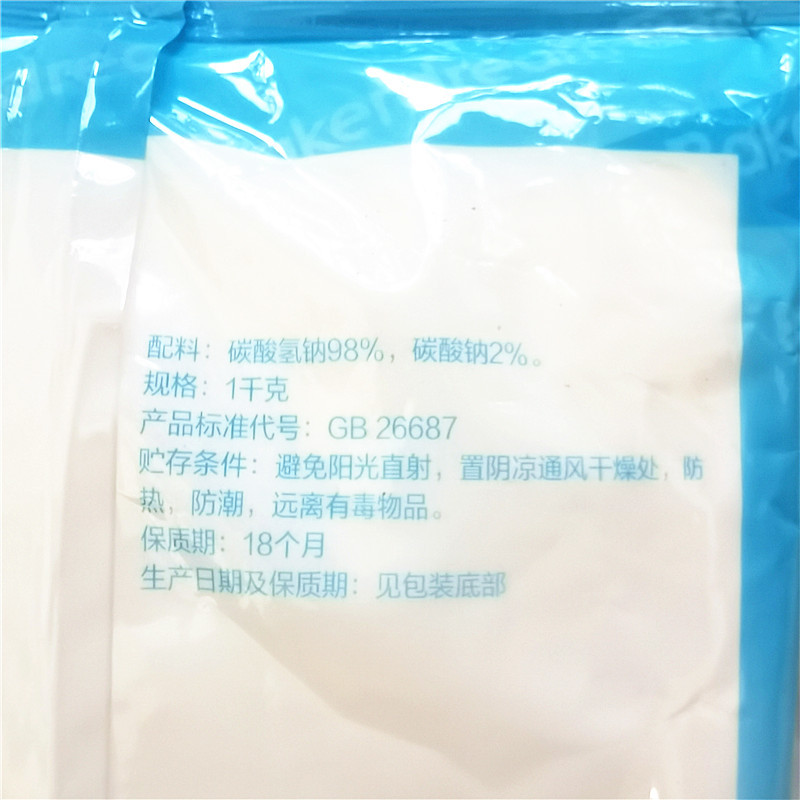 Baker
Bake
配料：碳酸氢钠98%，碳酸钠2%。
规格：1千克
产品标准代号：GB 26687
贮存条件：避免阳光直射，置阴凉通风干燥处，防
热，防潮，远离有毒物品。
保质期：18个月
生产日期及保质期：见包装底部